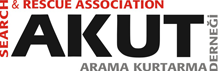 SEARCH & RESCUE ASSOCIATION
AKUT
ARAMA KURTARMA DERNEĞİ